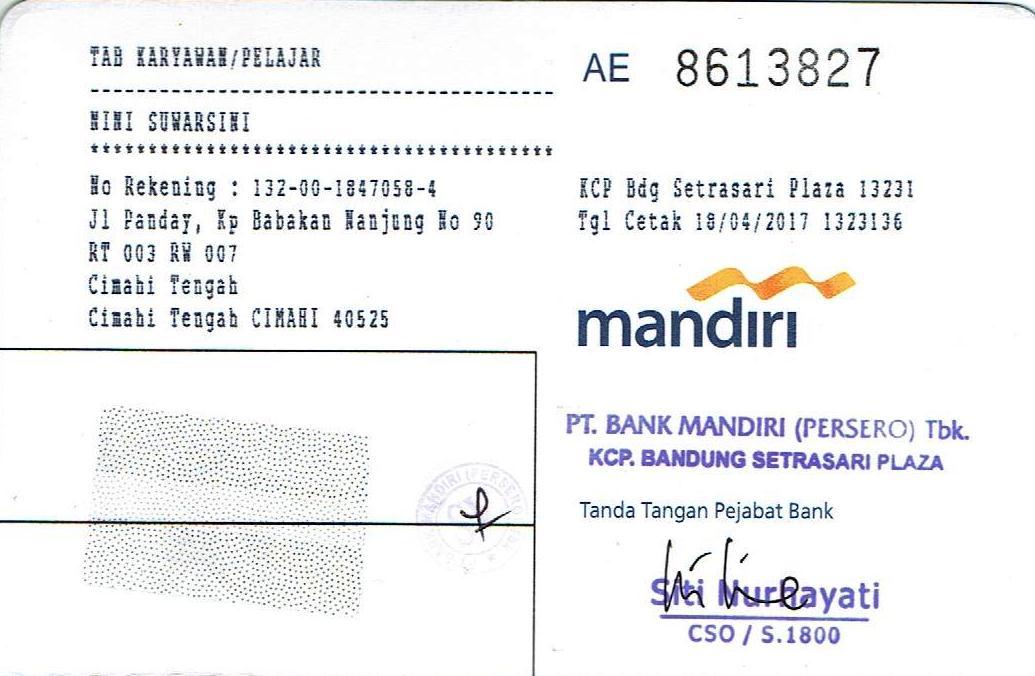 TAB KARYAWAN/PELAJAR
----------------------------------------
NINI SUWARSINI
****************************************
No Rekening : 132-00-1847058-4
Jl Panday, Kp Babakan Nanjung No 90
RT 003 RW 007
Cimahi Tengah
Cimahi Tengah CIMAHI 40525
AE 8613827
KCP Bdg Setrasari Plaza 13231
Tgl Cetak 18/04/2017 1323136
mandiri
PT. BANK MANDIRI (PERSERO) Tbk.
KCP. BANDUNG SETRASARI PLAZA
Tanda Tangan Pejabat Bank
Siti Nurhayati
CSO / S.1800
MANDIRI (PERSERO)